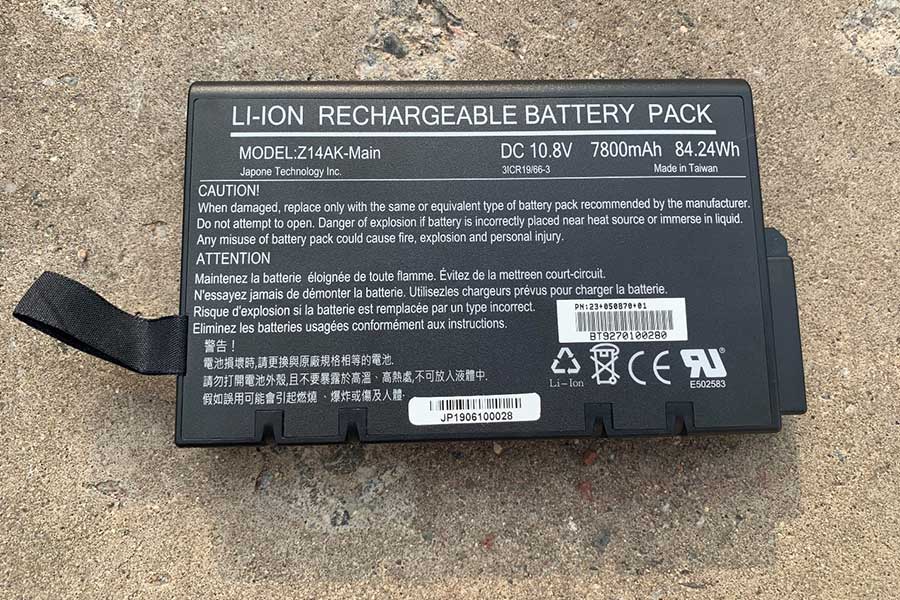 LI-ION RECHARGEABLE BATTERY PACK
MODEL:Z14AK-Main DC 10.8V 7800mAh 84.24Wh
Japone Technology Inc. 3ICR19/66-3 Made in Taiwan
CAUTION!
When damaged, replace only with the same or equivalent type of battery pack recommended by the manufacturer.
Do not attempt to open. Danger of explosion if battery is incorrectly placed near heat source or immerse in liquid.
Any misuse of battery pack could cause fire, explosion and personal injury.
ATTENTION
Maintenez la batterie éloignée de toute flamme. Évitez de la mettreen court-circuit.
N'essayez jamais de démonter la batterie. Utilisezles chargeurs prévus pour charger la batterie.
Risque d'explosion si la batterie est remplacée par un type incorrect.
Eliminez les batteries usagées conformément aux instructions.
PN:23+050B70+01
BT9270100280
警告!
電池損壞時,請更換與原廠規格相等的電池.
請勿打開電池外殼,且不要暴露於高溫、高熱處,不可放入液體中.
假如誤用可能會引起燃燒、爆炸或傷及人體.
Li-Ion CE RU ® E502583
JP1906100028